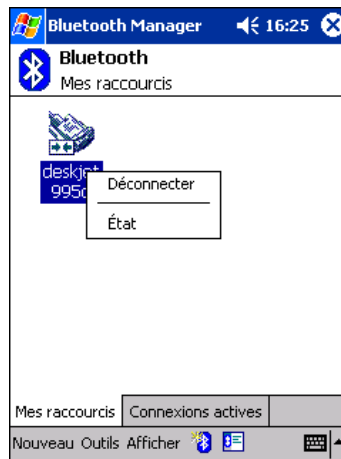 Bluetooth Manager 16:25
Bluetooth
Mes raccourcis
deskjet
995c
Déconnecter
État
Mes raccourcis Connexions actives
Nouveau Outils Afficher